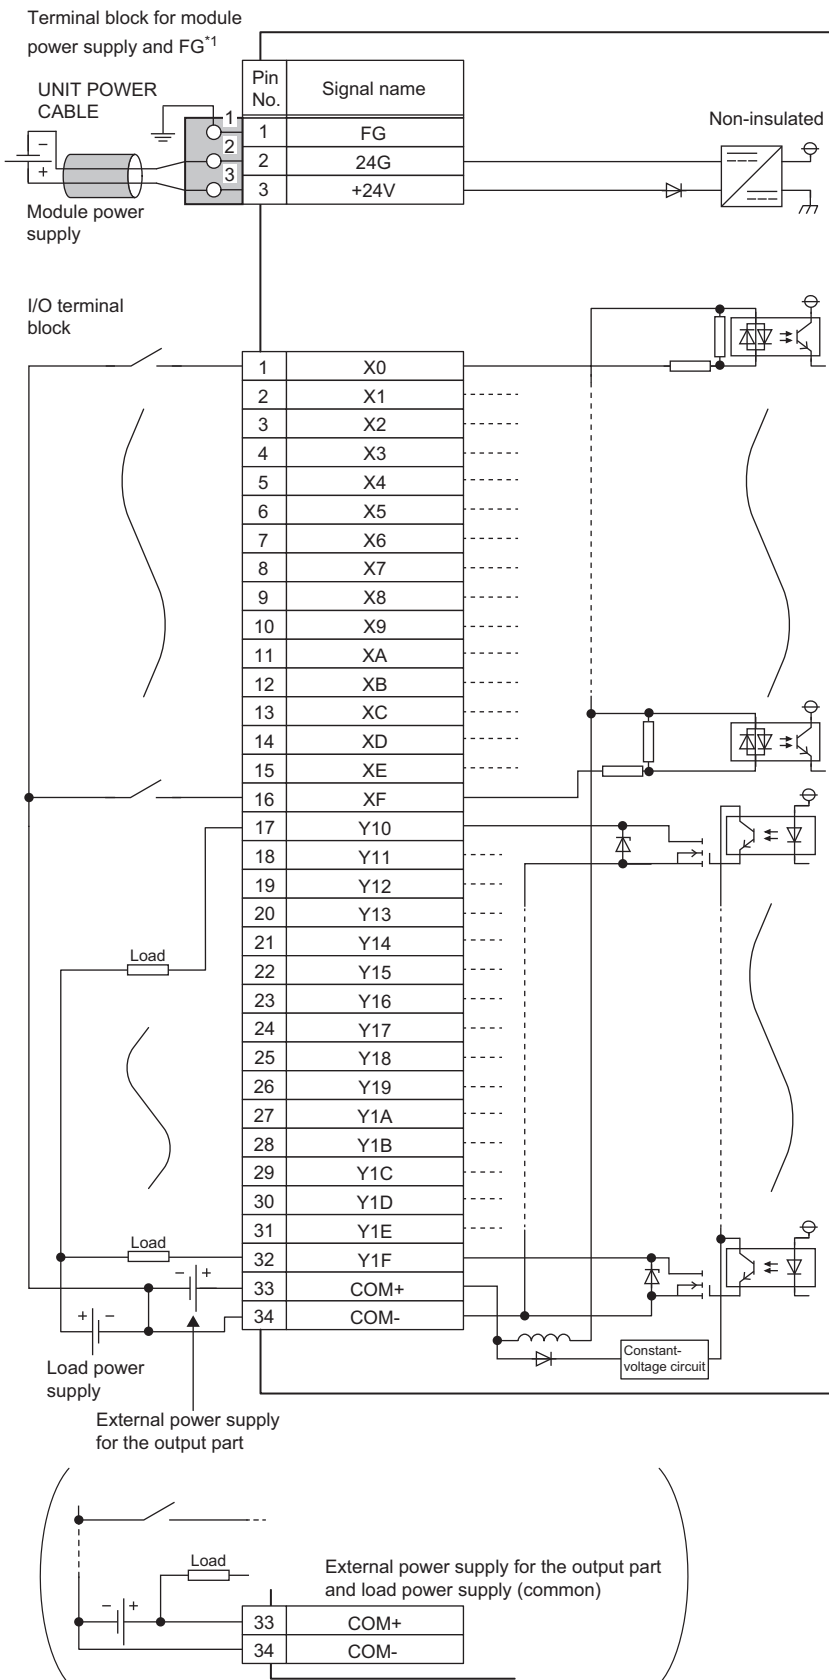 Terminal block for module
power supply and FG*1
UNIT POWER
CABLE
Pin
No.
Signal name
Non-insulated
1
1 FG
2
2 24G
3
3 +24V
−
+
Module power
supply
I/O terminal
block
1 X0
2 X1
3 X2
4 X3
5 X4
6 X5
7 X6
8 X7
9 X8
10 X9
11 XA
12 XB
13 XC
14 XD
15 XE
16 XF
17 Y10
18 Y11
19 Y12
20 Y13
21 Y14
Load
22 Y15
23 Y16
24 Y17
25 Y18
26 Y19
27 Y1A
28 Y1B
29 Y1C
30 Y1D
31 Y1E
Load
32 Y1F
− +
33 COM+
+ −
34 COM-
Constant-
voltage circuit
Load power
supply
External power supply
for the output part
Load
External power supply for the output part
and load power supply (common)
− +
33 COM+
34 COM-